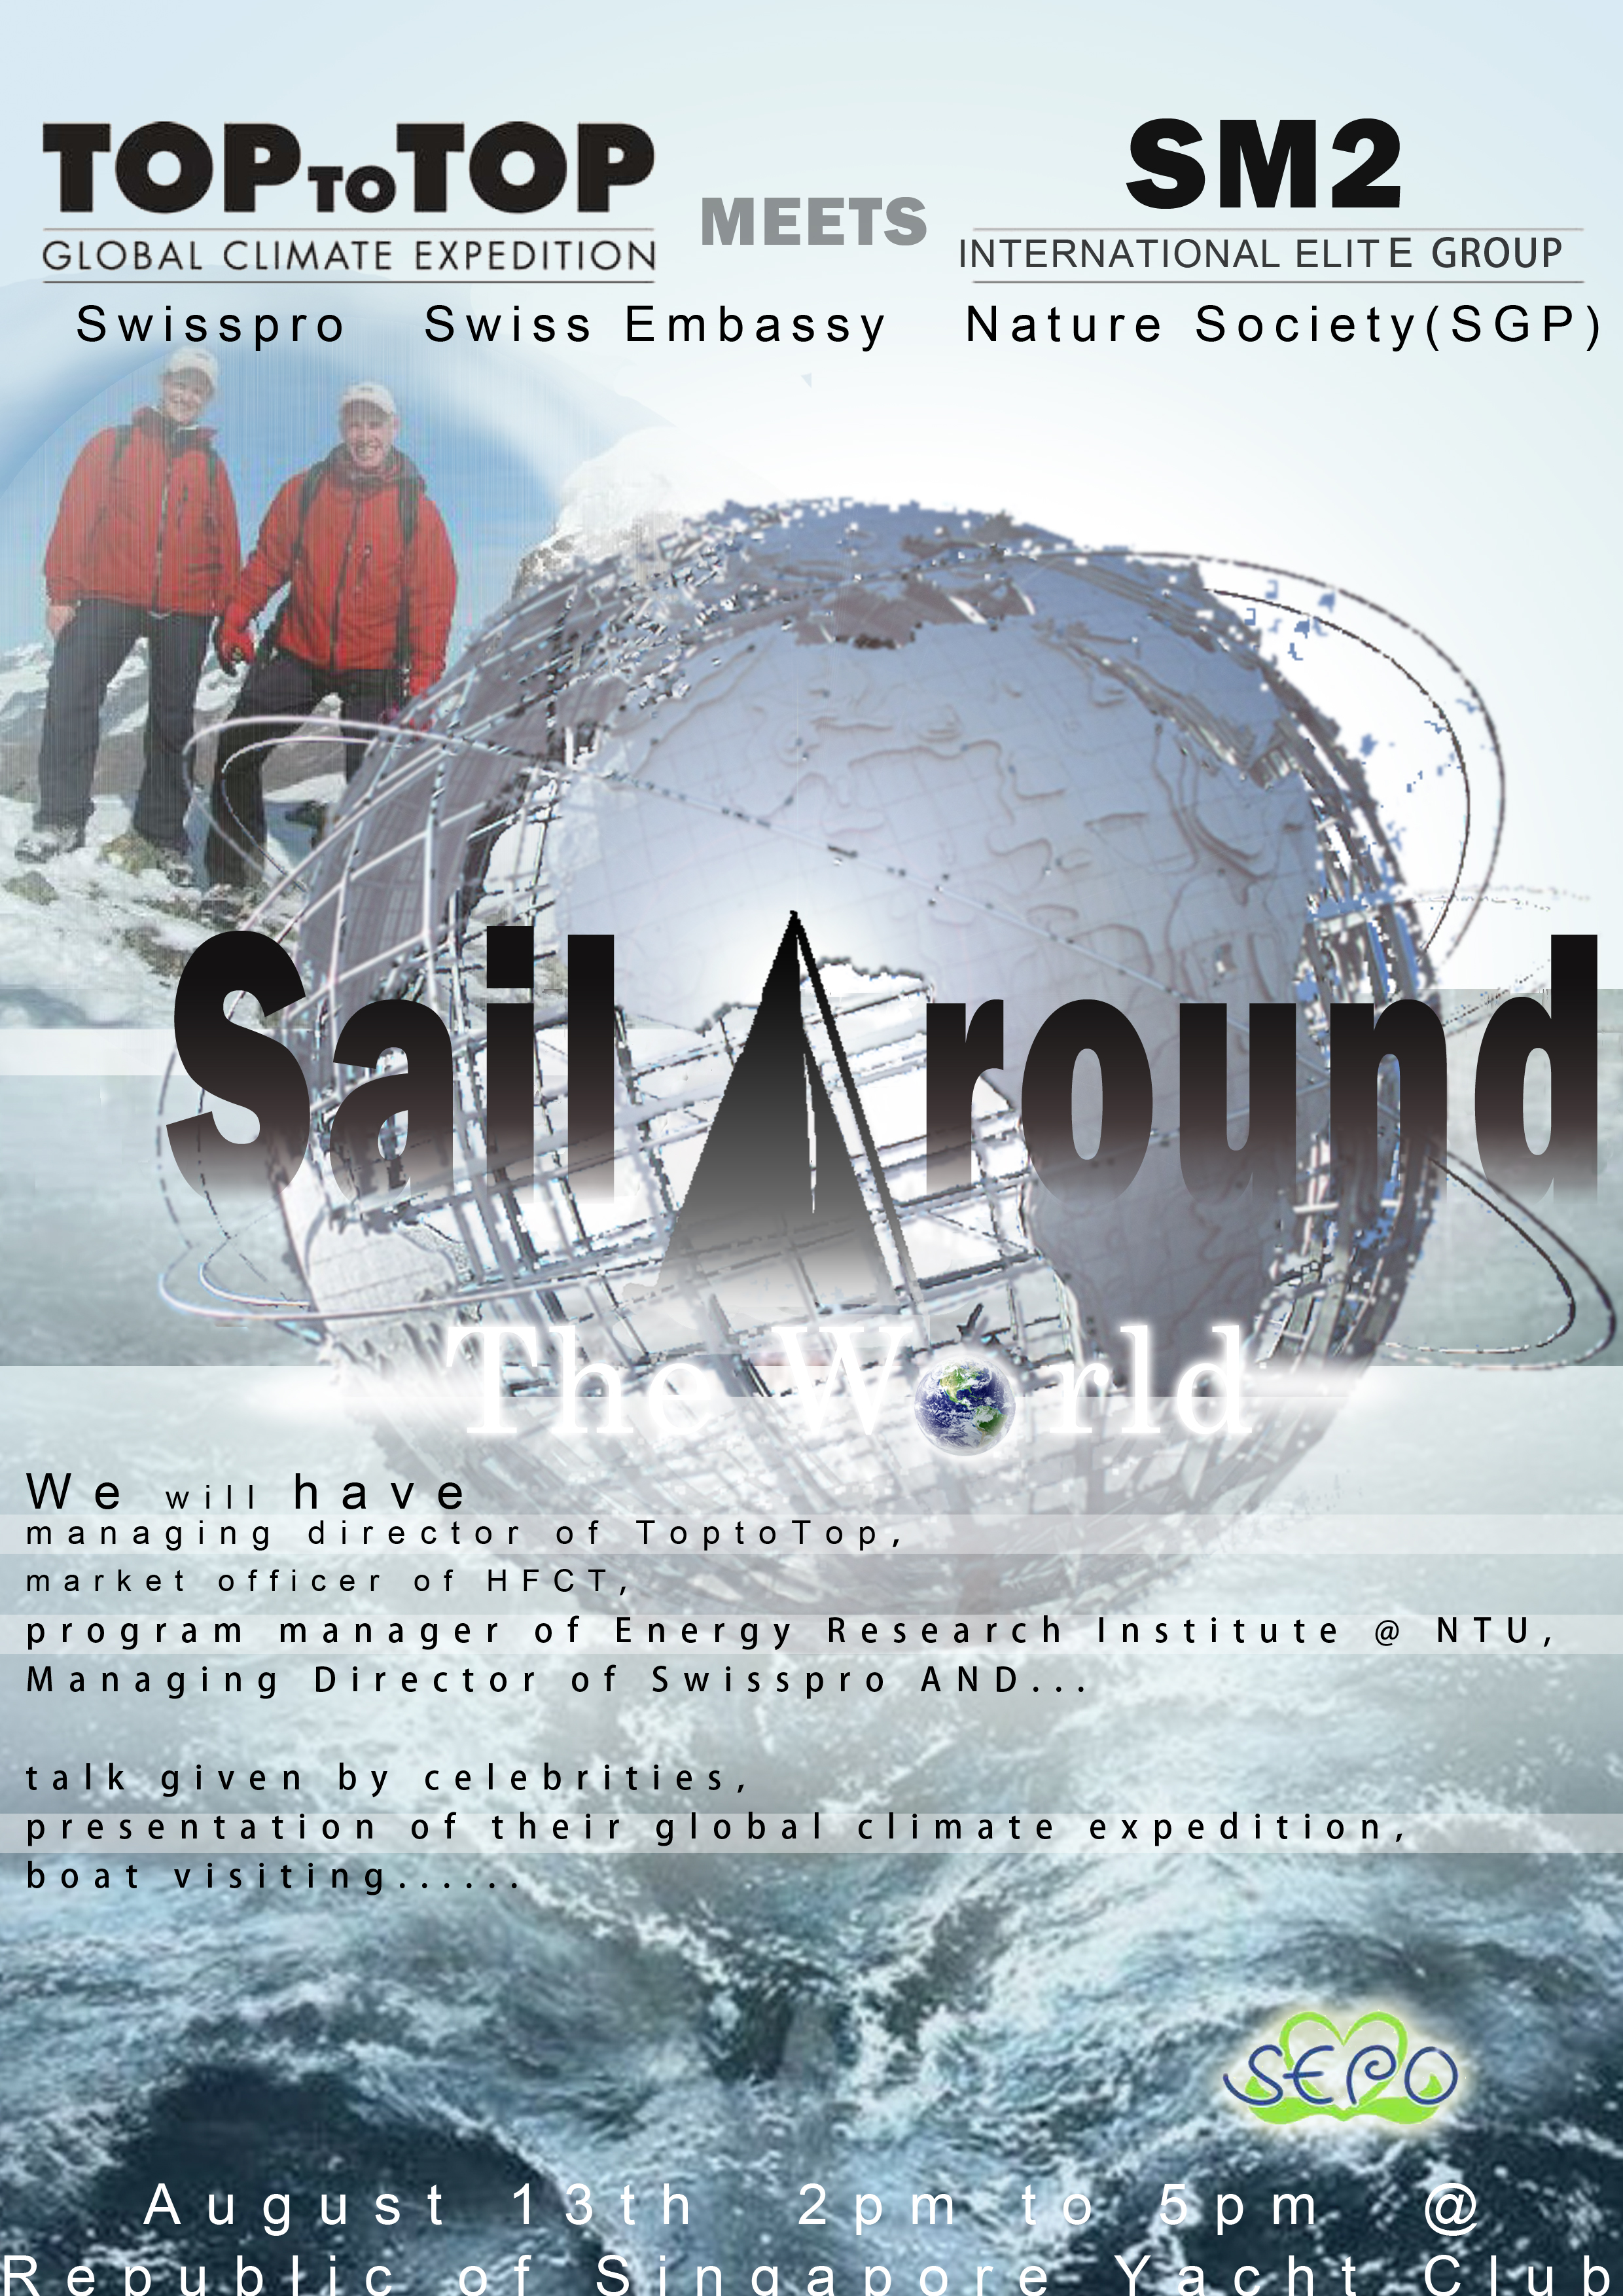 TOP TO TOP
GLOBAL CLIMATE EXPEDITION
MEETS
SM2
INTERNATIONAL ELITE GROUP
Swisspro Swiss Embassy Nature Society(SGP)
Sail Around
The World
We will have
managing director of ToptoTop,
market officer of HFCT,
program manager of Energy Research Institute @ NTU,
Managing Director of Swisspro AND...
talk given by celebrities,
presentation of their global climate expedition,
boat visiting......
SEPO
August 13th 2pm to 5pm @
Republic of Singapore Yacht Club